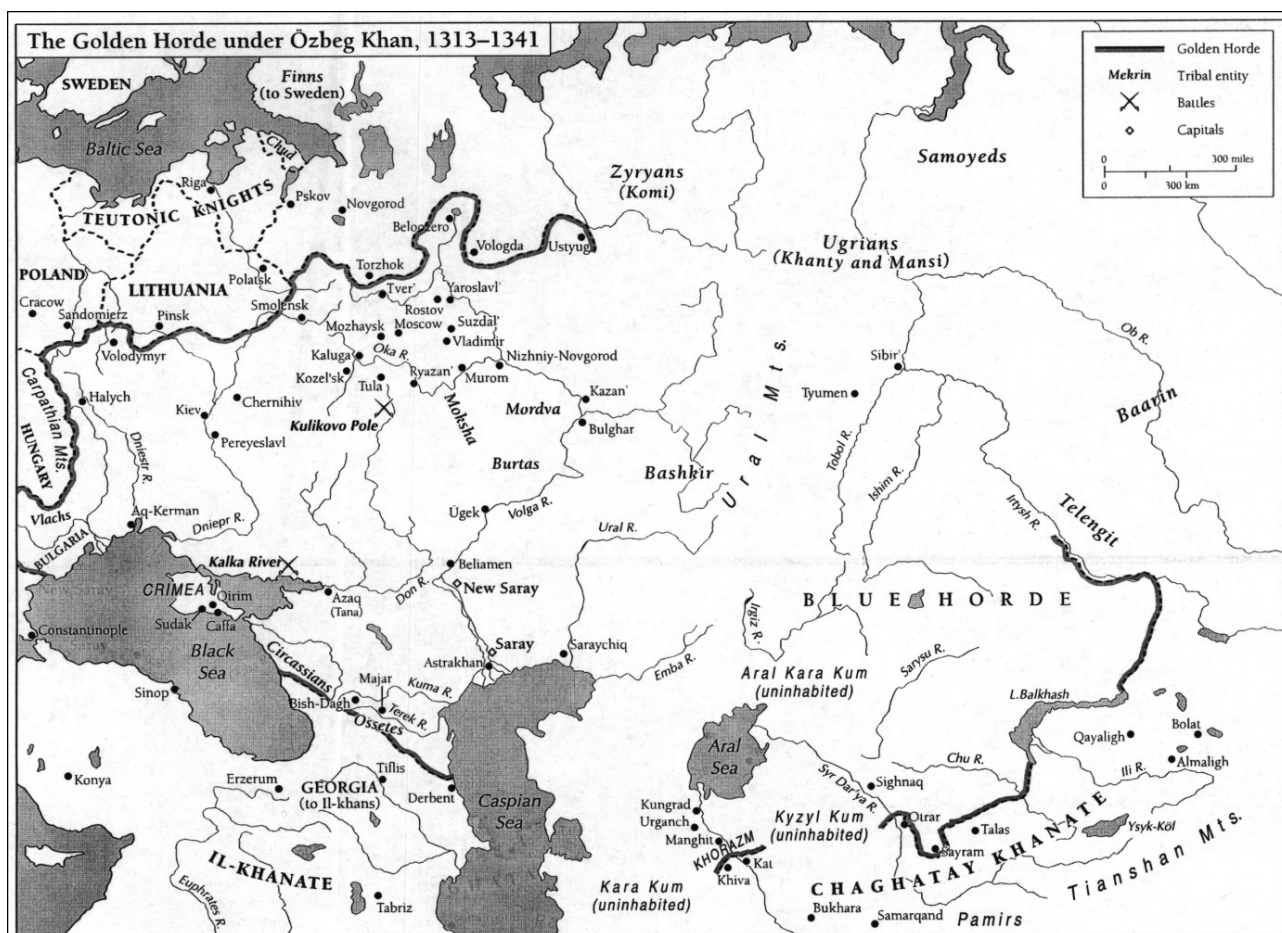 The Golden Horde under Özbeg Khan, 1313–1341
Golden Horde
Mekrin Tribal entity
Battles
Capitals
0 300 miles
0 300 km
SWEDEN
Finns
(to Sweden)
Baltic Sea
Chud
Riga
TEUTONIC KNIGHTS
Pskov
Novgorod
Zyryans
(Komi)
Samoyeds
Beloozero
Vologda
Ustyug
Ugrians
(Khanty and Mansi)
POLAND
Polatsk
Torzhok
LITHUANIA
Cracow
Sandomierz
Pinsk
Smolensk
Tver'
Yaroslavl'
Rostov
Mozhaysk
Moscow
Suzdal'
Vladimir
Volodymyr
Kaluga
Oka R.
Nizhniy-Novgorod
Ob R.
Carpathian Mts.
Kozel'sk
Tula
Ryazan'
Murom
Sibir'
Tyumen
Halych
Kiev
Chernihiv
Kulikovo Pole
Moksha
Mordva
Kazan'
Bulghar
Ural Mts.
Baarin
HUNGARY
Pereyeslavl
Dniestr R.
Burtas
Bashkir
Tobol R.
Ishim R.
Irtysh R.
Telengit
Vlachs
Aq-Kerman
Dniepr R.
Ügek
Volga R.
Ural R.
BULGARIA
Kalka River
Beliamen
New Saray
New Saray
CRIMEA
Qirim
Azaq
(Tana)
Don R.
BLUE HORDE
Sudak
Caffa
Irgiz R.
Constantinople
Black
Sea
Circassians
Saray
Astrakhan
Saraychiq
Emba R.
Aral Kara Kum
(uninhabited)
Sarysu R.
Sinop
Majar
Kuma R.
Bish-Dagh
Terek R.
Ossetes
L.Balkhash
Bolat
Qayaligh
Almaligh
Aral
Sea
Chu R.
Ili R.
Konya
Erzerum
Tiflis
GEORGIA
(to Il-khans)
Derbent
Caspian
Sea
Syr Dar'ya R.
Sighnaq
Kungrad
Urganch
Kyzyl Kum
(uninhabited)
Otrar
Talas
Ysyk-Köl
Manghit
KHORAZM
Kat
Sayram
Khiva
IL-KHANATE
CHAGHATAY KHANATE
Tianshan Mts.
Euphrates R.
Tabriz
Kara Kum
(uninhabited)
Bukhara
Samarqand
Pamirs